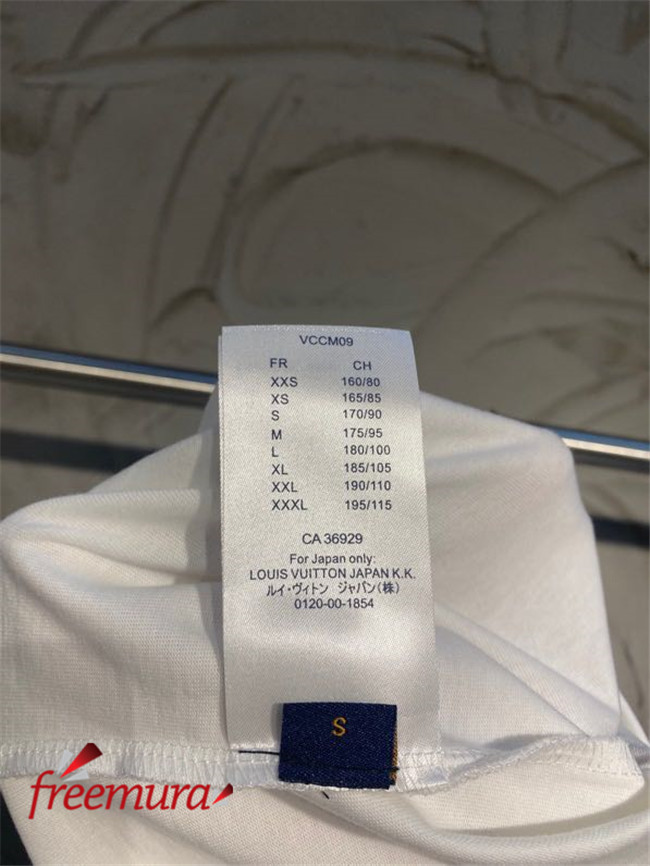 VCCM09
FR CH
XXS 160/80
XS 165/85
S 170/90
M 175/95
L 180/100
XL 185/105
XXL 190/110
XXXL 195/115
CA 36929
For Japan only:
LOUIS VUITTON JAPAN K.K.
ルイ・ヴィトン ジャパン(株)
0120-00-1854
S
freemura